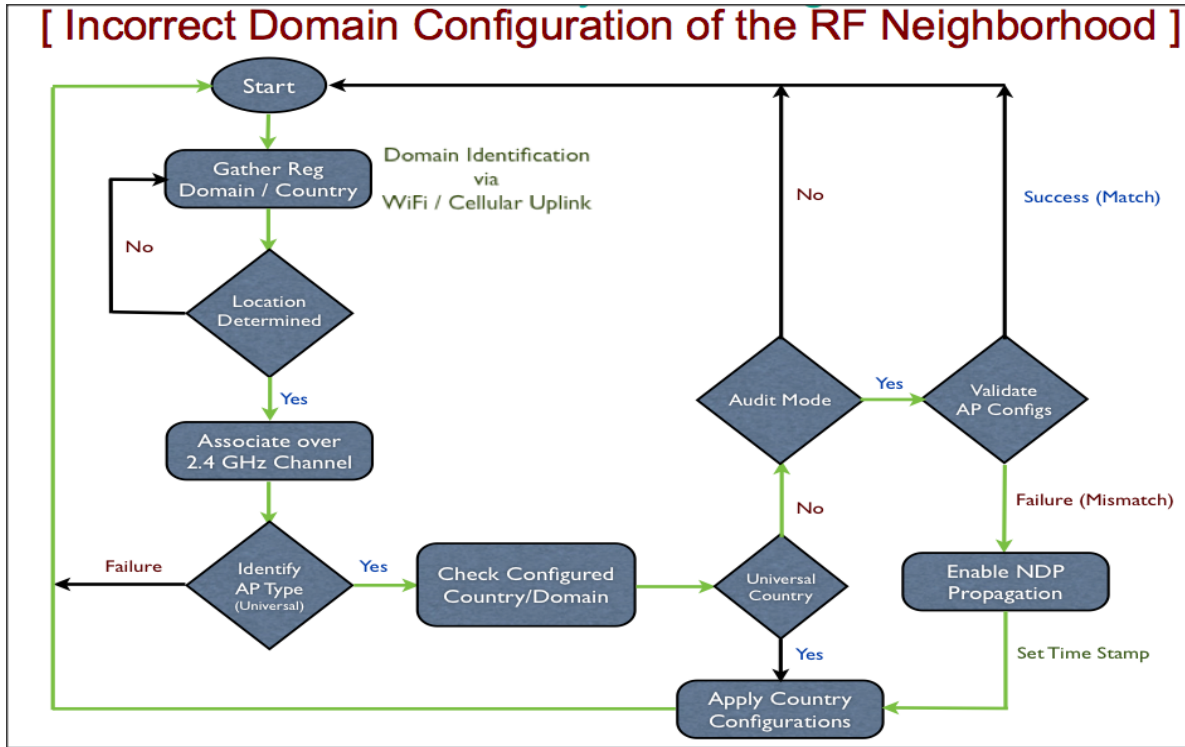 [ Incorrect Domain Configuration of the RF Neighborhood ]
Start
Gather Reg
Domain / Country
Domain Identification
via
WiFi / Cellular Uplink
No
Location
Determined
Yes
Associate over
2.4 GHz Channel
Failure
Identify
AP Type
(Universal)
Yes
Check Configured
Country/Domain
Universal
Country
No
Yes
Audit Mode
No
Yes
Validate
AP Configs
Success (Match)
Failure (Mismatch)
Enable NDP
Propagation
Set Time Stamp
Apply Country
Configurations